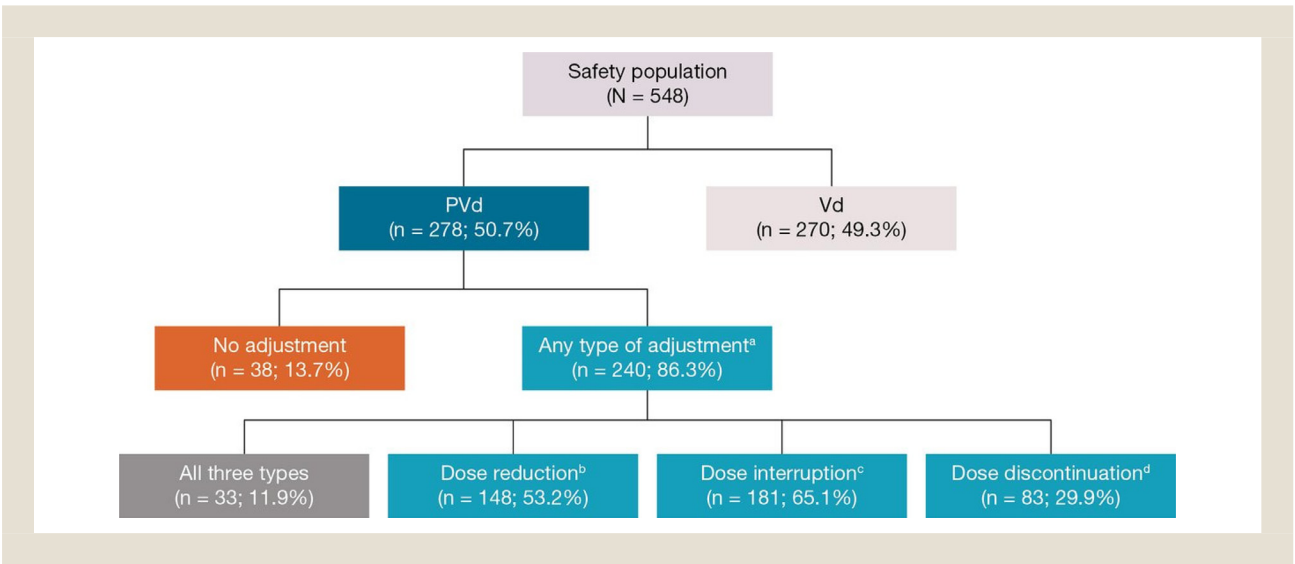 Safety population
(N = 548)
PVd
(n = 278; 50.7%)
Vd
(n = 270; 49.3%)
No adjustment
(n = 38; 13.7%)
Any type of adjustmentᵃ
(n = 240; 86.3%)
All three types
(n = 33; 11.9%)
Dose reductionᵇ
(n = 148; 53.2%)
Dose interruptionᶜ
(n = 181; 65.1%)
Dose discontinuationᵈ
(n = 83; 29.9%)